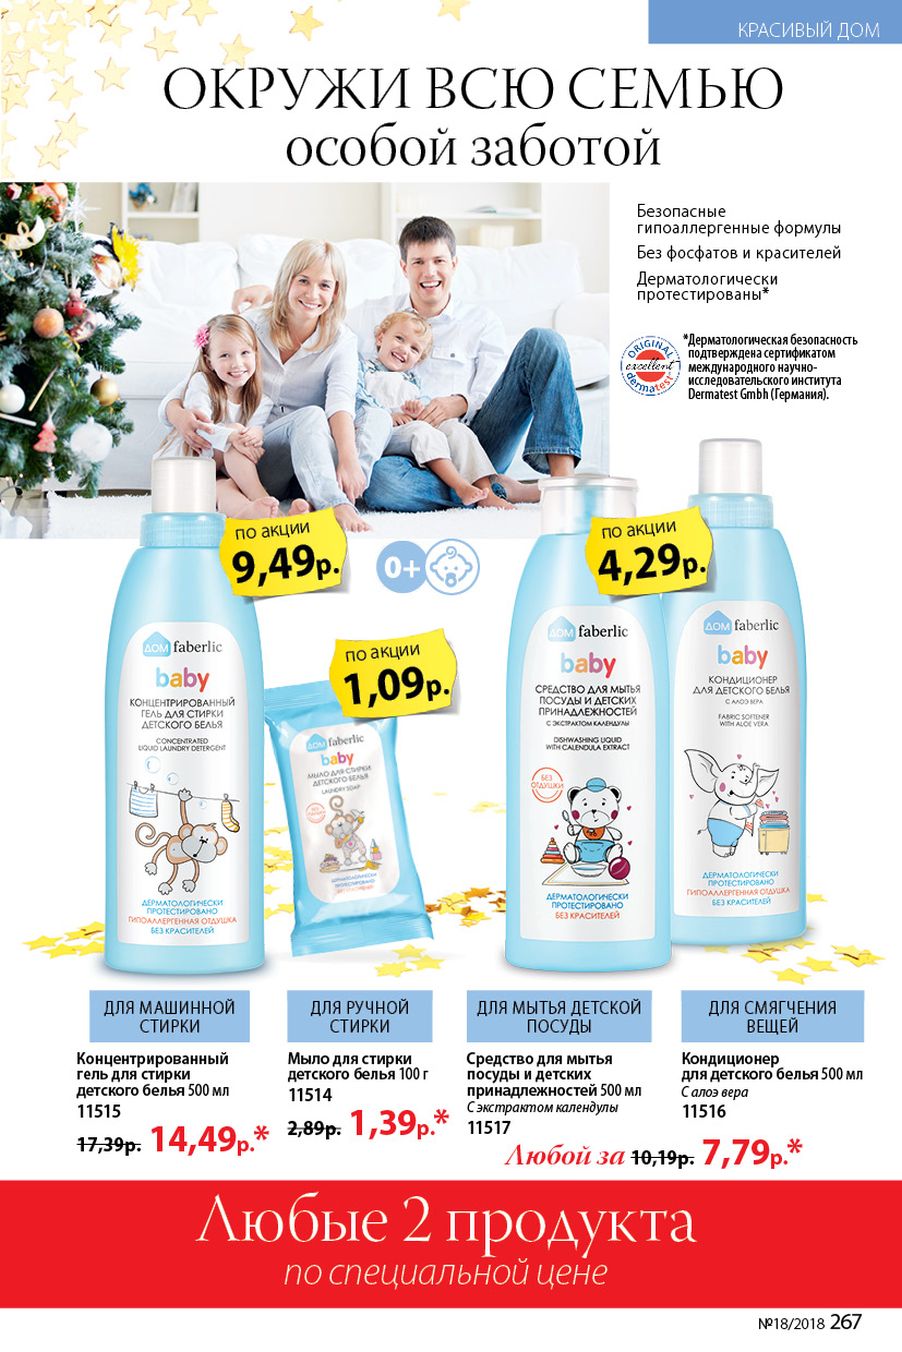 КРАСИВЫЙ ДОМ
ОКРУЖИ ВСЮ СЕМЬЮ
особой заботой
Безопасные
гипоаллергенные формулы
Без фосфатов и красителей
Дерматологически
протестированы*
ORIGINAL
excellent
dermatest
*Дерматологическая безопасность
подтверждена сертификатом
международного научно-
исследовательского института
Dermatest Gmbh (Германия).
по акции
9,49р.
0+
по акции
4,29р.
по акции
1,09р.
ДОМ faberlic
baby
КОНЦЕНТРИРОВАННЫЙ
ГЕЛЬ ДЛЯ СТИРКИ
ДЕТСКОГО БЕЛЬЯ
CONCENTRATED
LIQUID LAUNDRY DETERGENT
ДЕРМАТОЛОГИЧЕСКИ
ПРОТЕСТИРОВАНО
ГИПОАЛЛЕРГЕННАЯ ОТДУШКА
БЕЗ КРАСИТЕЛЕЙ
ДОМ faberlic
baby
МЫЛО ДЛЯ СТИРКИ
ДЕТСКОГО БЕЛЬЯ
LAUNDRY SOAP
ДЕРМАТОЛОГИЧЕСКИ
ПРОТЕСТИРОВАНО
ДОМ faberlic
baby
СРЕДСТВО ДЛЯ МЫТЬЯ
ПОСУДЫ И ДЕТСКИХ
ПРИНАДЛЕЖНОСТЕЙ
С ЭКСТРАКТОМ КАЛЕНДУЛЫ
DISHWASHING LIQUID
WITH CALENDULA EXTRACT
БЕЗ
ОТДУШКИ
ДЕРМАТОЛОГИЧЕСКИ
ПРОТЕСТИРОВАНО
БЕЗ КРАСИТЕЛЕЙ
ДОМ faberlic
baby
КОНДИЦИОНЕР
ДЛЯ ДЕТСКОГО БЕЛЬЯ
С АЛОЭ ВЕРА
FABRIC SOFTENER
WITH ALOE VERA
ДЕРМАТОЛОГИЧЕСКИ
ПРОТЕСТИРОВАНО
ГИПОАЛЛЕРГЕННАЯ ОТДУШКА
БЕЗ КРАСИТЕЛЕЙ
ДЛЯ МАШИННОЙ
СТИРКИ
Концентрированный
гель для стирки
детского белья 500 мл
11515
17,39р. 14,49р.*
ДЛЯ РУЧНОЙ
СТИРКИ
Мыло для стирки
детского белья 100 г
11514
2,89р. 1,39р.*
ДЛЯ МЫТЬЯ ДЕТСКОЙ
ПОСУДЫ
Средство для мытья
посуды и детских
принадлежностей 500 мл
С экстрактом календулы
11517
ДЛЯ СМЯГЧЕНИЯ
ВЕЩЕЙ
Кондиционер
для детского белья 500 мл
С алоэ вера
11516
Любой за 10,19р. 7,79р.*
Любые 2 продукта
по специальной цене
№18/2018 267